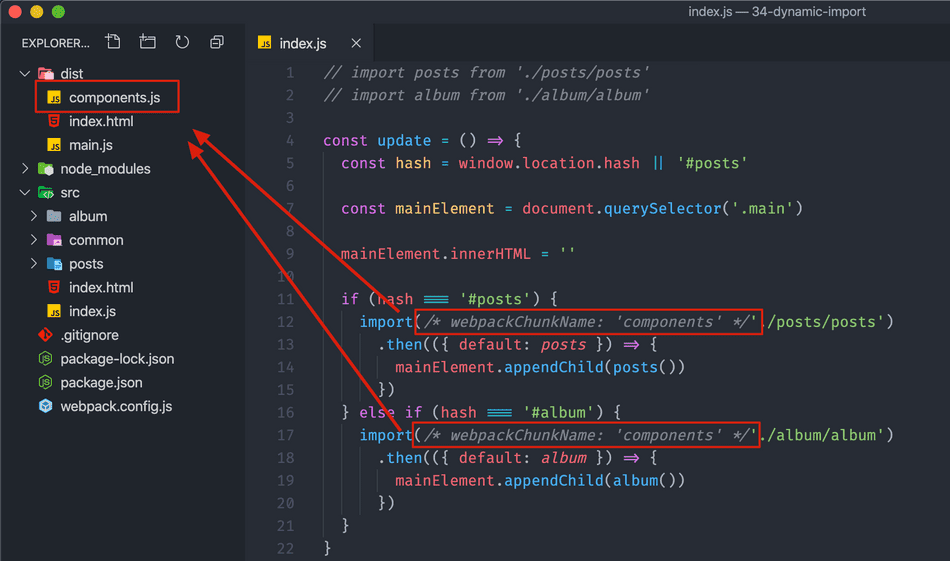 index.js — 34-dynamic-import
EXPLORER...
dist
components.js
index.html
main.js
node_modules
src
album
common
posts
index.html
index.js
.gitignore
package-lock.json
package.json
webpack.config.js
JS index.js ×
1 // import posts from './posts/posts'
2 // import album from './album/album'
3
4 const update = () => {
5 const hash = window.location.hash || '#posts'
6
7 const mainElement = document.querySelector('.main')
8
9 mainElement.innerHTML = ''
10
11 if (hash === '#posts') {
12 import(/* webpackChunkName: 'components' */'./posts/posts')
13 .then(({ default: posts }) => {
14 mainElement.appendChild(posts())
15 })
16 } else if (hash === '#album') {
17 import(/* webpackChunkName: 'components' */'./album/album')
18 .then(({ default: album }) => {
19 mainElement.appendChild(album())
20 })
21 }
22 }